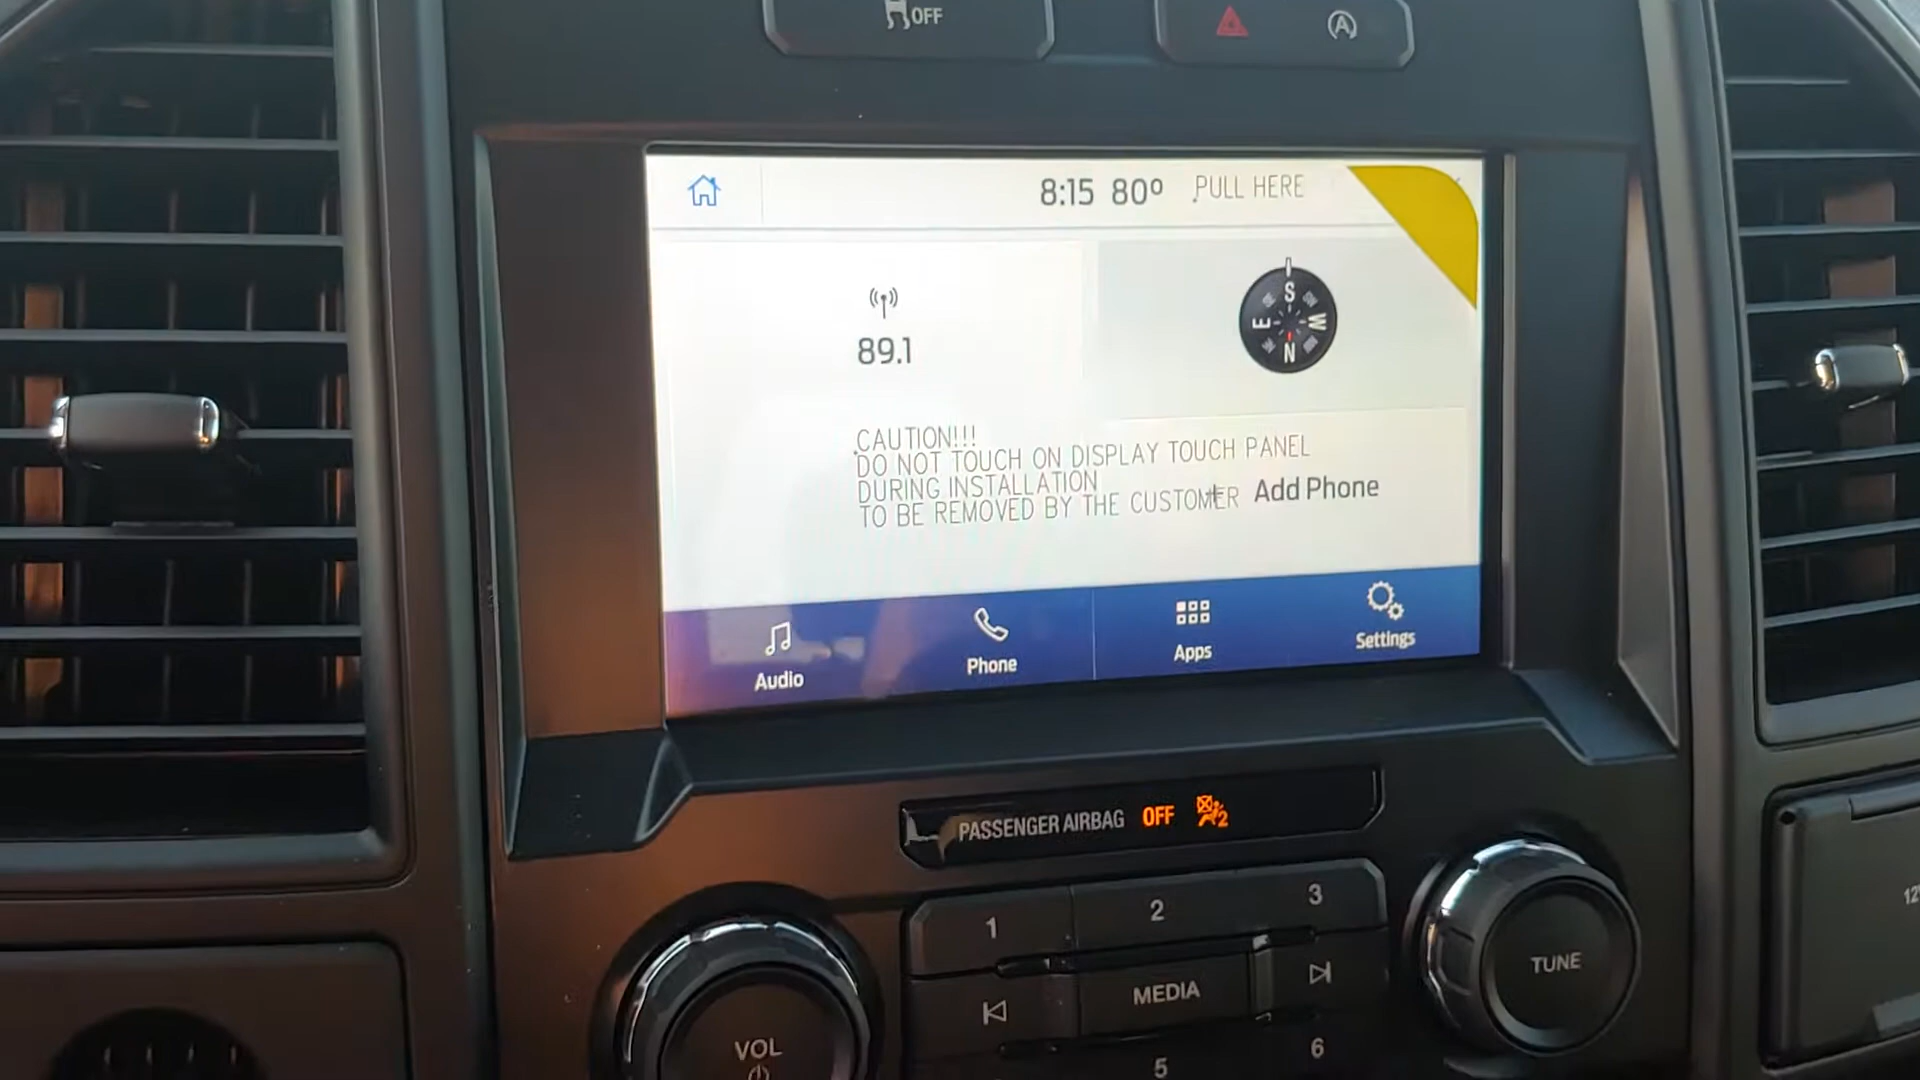 OFF
A
8:15 80º PULL HERE
89.1
S
E W
N
CAUTION!!!
DO NOT TOUCH ON DISPLAY TOUCH PANEL
DURING INSTALLATION
TO BE REMOVED BY THE CUSTOMER
+ Add Phone
Audio Phone Apps Settings
PASSENGER AIRBAG OFF 2
1 2 3
MEDIA
TUNE
VOL
5 6
12